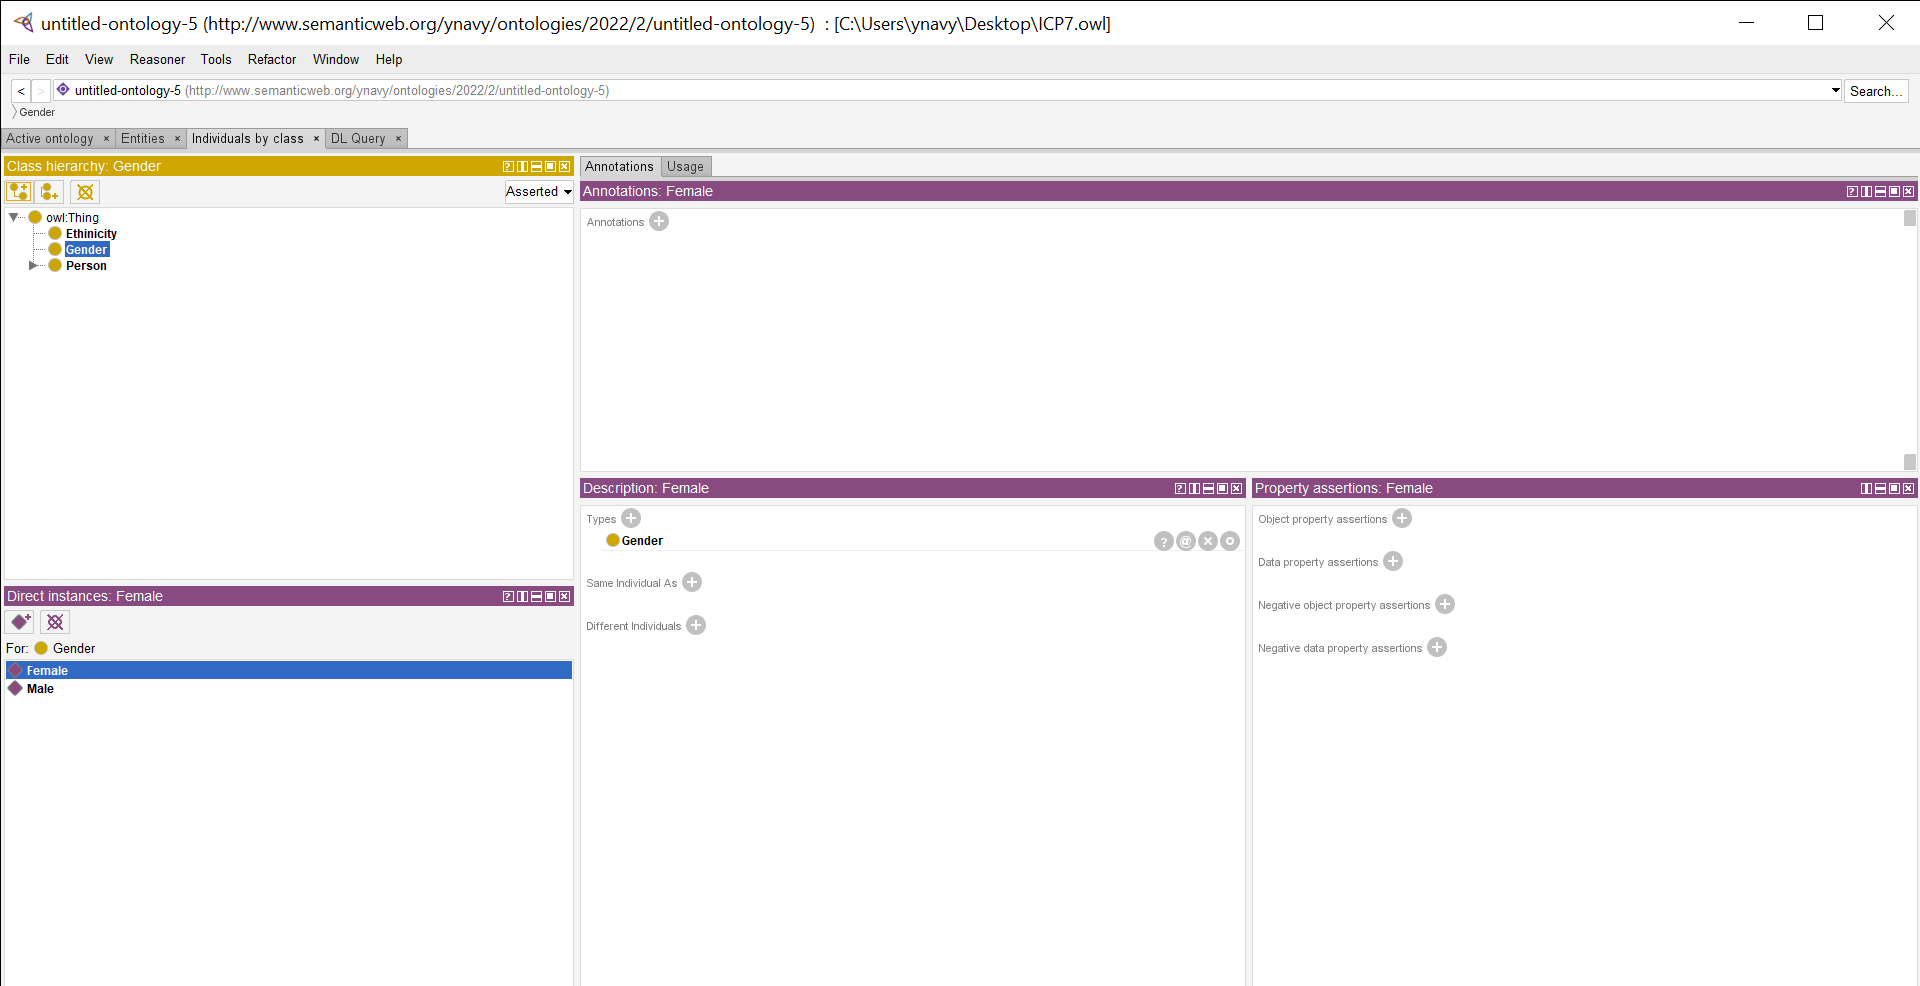 untitled-ontology-5 (http://www.semanticweb.org/ynavy/ontologies/2022/2/untitled-ontology-5) : [C:\Users\ynavy\Desktop\ICP7.owl]
File Edit View Reasoner Tools Refactor Window Help
< > untitled-ontology-5 (http://www.semanticweb.org/ynavy/ontologies/2022/2/untitled-ontology-5) Search...
Gender
Active ontology × Entities × Individuals by class × DL Query ×
Class hierarchy: Gender
Asserted
owl:Thing
Ethinicity
Gender
Person
Annotations Usage
Annotations: Female
Annotations
Direct instances: Female
For: Gender
Female
Male
Description: Female
Types
Gender
Same Individual As
Different Individuals
Property assertions: Female
Object property assertions
Data property assertions
Negative object property assertions
Negative data property assertions